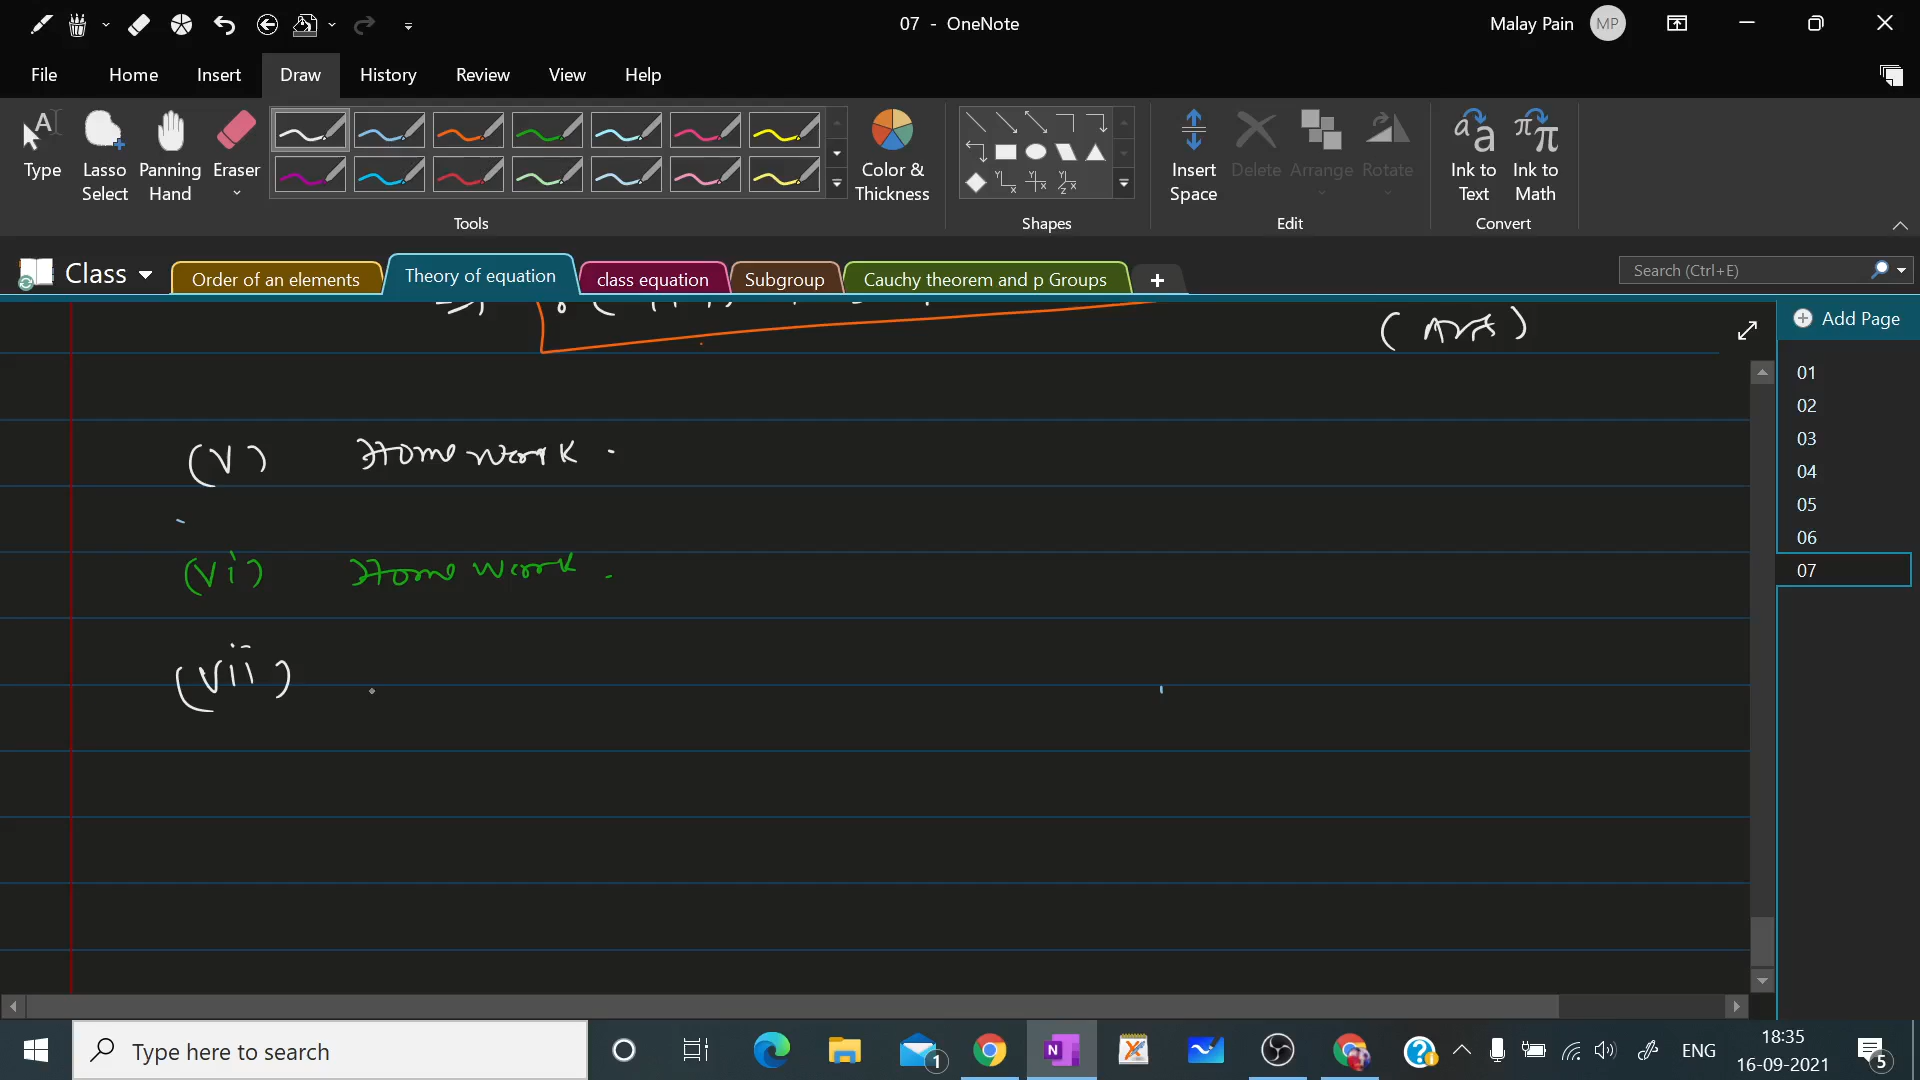 07 - OneNote
Malay Pain MP
File Home Insert Draw History Review View Help
Type
Lasso Select
Panning Hand
Eraser
Color & Thickness
Insert Space
Delete
Arrange
Rotate
Ink to Text
Ink to Math
Tools Shapes Edit Convert
Class Order of an elements Theory of equation class equation Subgroup Cauchy theorem and p Groups + Search (Ctrl+E)
Add Page
01
02
03
04
05
06
07
(v) Home work .
(vi) Home work .
(vii)
Type here to search
1
ENG
18:35
16-09-2021
5